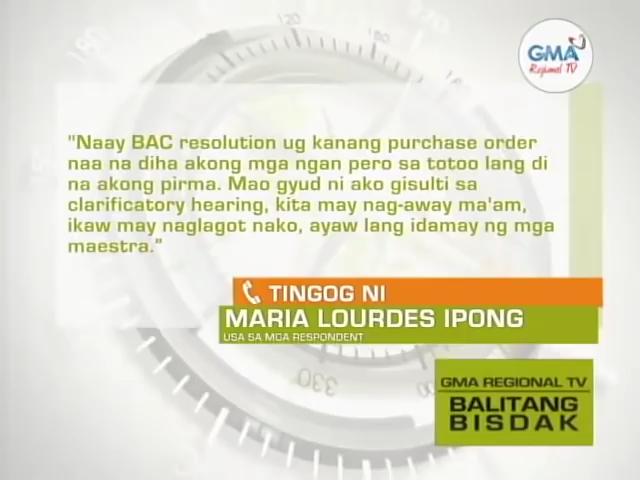 GMA
Regional TV
"Naay BAC resolution ug kanang purchase order
naa na diha akong mga ngan pero sa totoo lang di
na akong pirma. Mao gyud ni ako gisulti sa
clarificatory hearing, kita may nag-away ma'am,
ikaw may naglagot nako, ayaw lang idamay ng mga
maestra."
TINGOG NI
MARIA LOURDES IPONG
USA SA MGA RESPONDENT
GMA REGIONAL TV
BALITANG
BISDAK
120
330